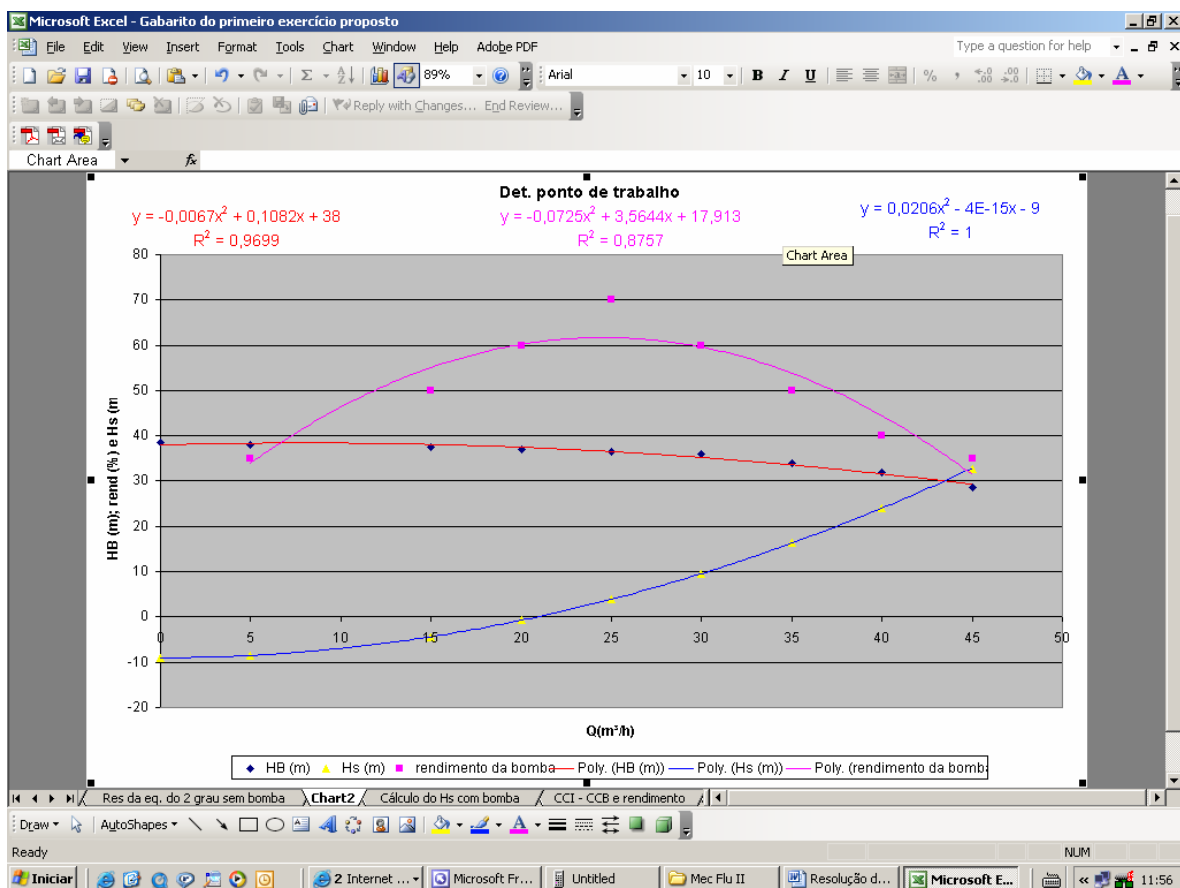 Microsoft Excel - Gabarito do primeiro exercício proposto
File Edit View Insert Format Tools Chart Window Help Adobe PDF
Type a question for help
89%
Arial
10
B I U
Reply with Changes... End Review...
Chart Area
fx
Det. ponto de trabalho
y = -0,0067x² + 0,1082x + 38
R² = 0,9699
y = -0,0725x² + 3,5644x + 17,913
R² = 0,8757
y = 0,0206x² - 4E-15x - 9
R² = 1
Chart Area
80
70
60
50
40
30
20
10
0
-10
-20
HB (m); rend (%) e Hs (m
0 5 10 15 20 25 30 35 40 45 50
Q(m³/h)
HB (m) Hs (m) rendimento da bomba Poly. (HB (m)) Poly. (Hs (m)) Poly. (rendimento da bomba
Res da eq. do 2 grau sem bomba Chart2 Cálculo do Hs com bomba CCI - CCB e rendimento
Draw AutoShapes
Ready
NUM
Iniciar
2 Internet ...
Microsoft Fr...
Untitled
Mec Flu II
Resolução d...
Microsoft E...
11:56